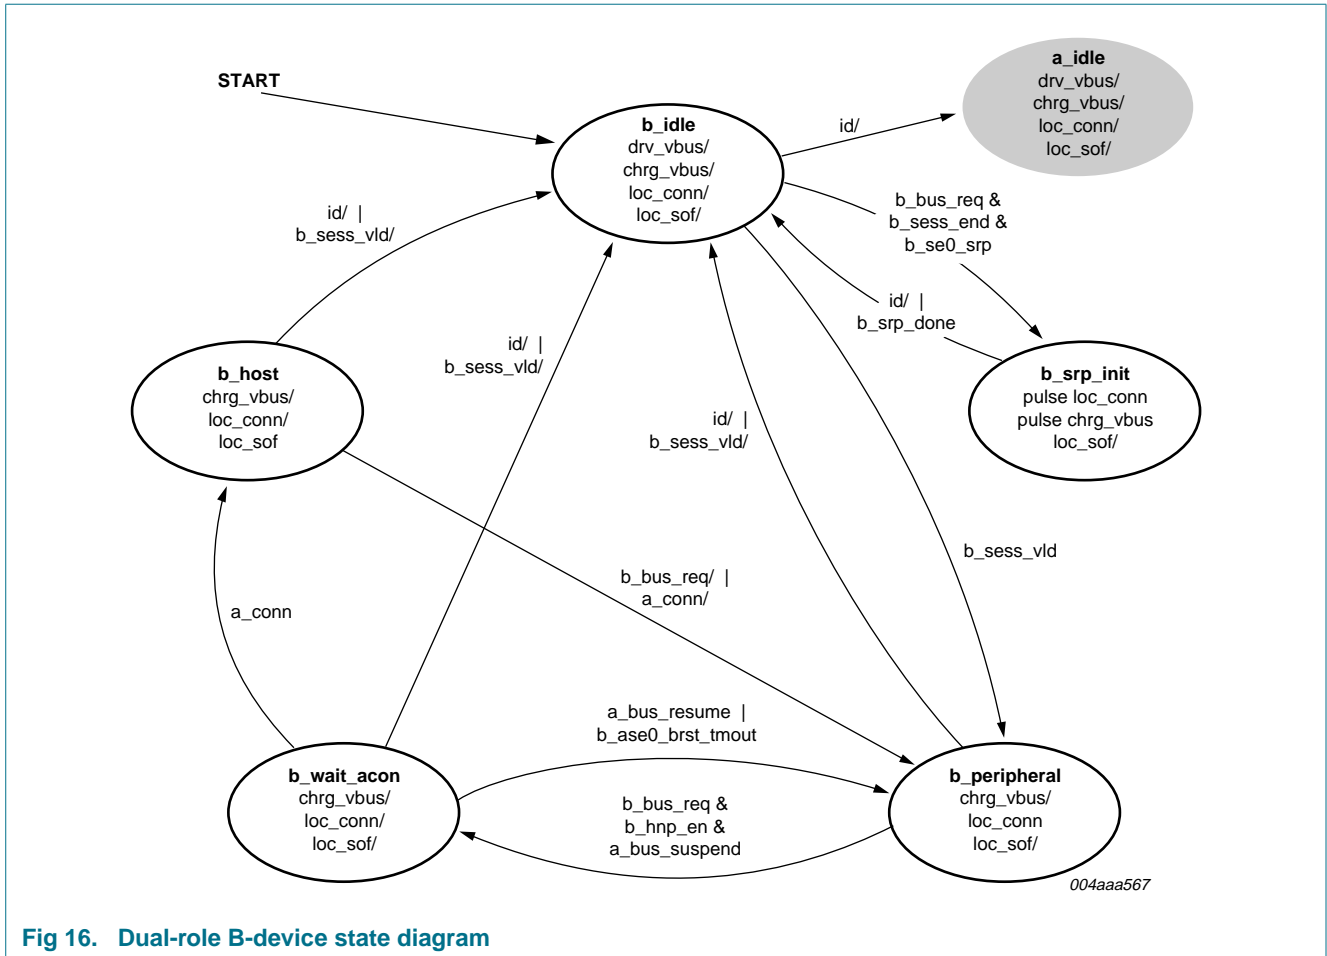 START
a_idle
drv_vbus/
chrg_vbus/
loc_conn/
loc_sof/
b_idle
drv_vbus/
chrg_vbus/
loc_conn/
loc_sof/
id/
b_bus_req &
b_sess_end &
b_se0_srp
id/ |
b_sess_vld/
id/ |
b_srp_done
id/ |
b_sess_vld/
b_host
chrg_vbus/
loc_conn/
loc_sof
b_srp_init
pulse loc_conn
pulse chrg_vbus
loc_sof/
id/ |
b_sess_vld/
b_sess_vld
b_bus_req/ |
a_conn/
a_conn
a_bus_resume |
b_ase0_brst_tmout
b_wait_acon
chrg_vbus/
loc_conn/
loc_sof/
b_bus_req &
b_hnp_en &
a_bus_suspend
b_peripheral
chrg_vbus/
loc_conn
loc_sof/
004aaa567
Fig 16. Dual-role B-device state diagram